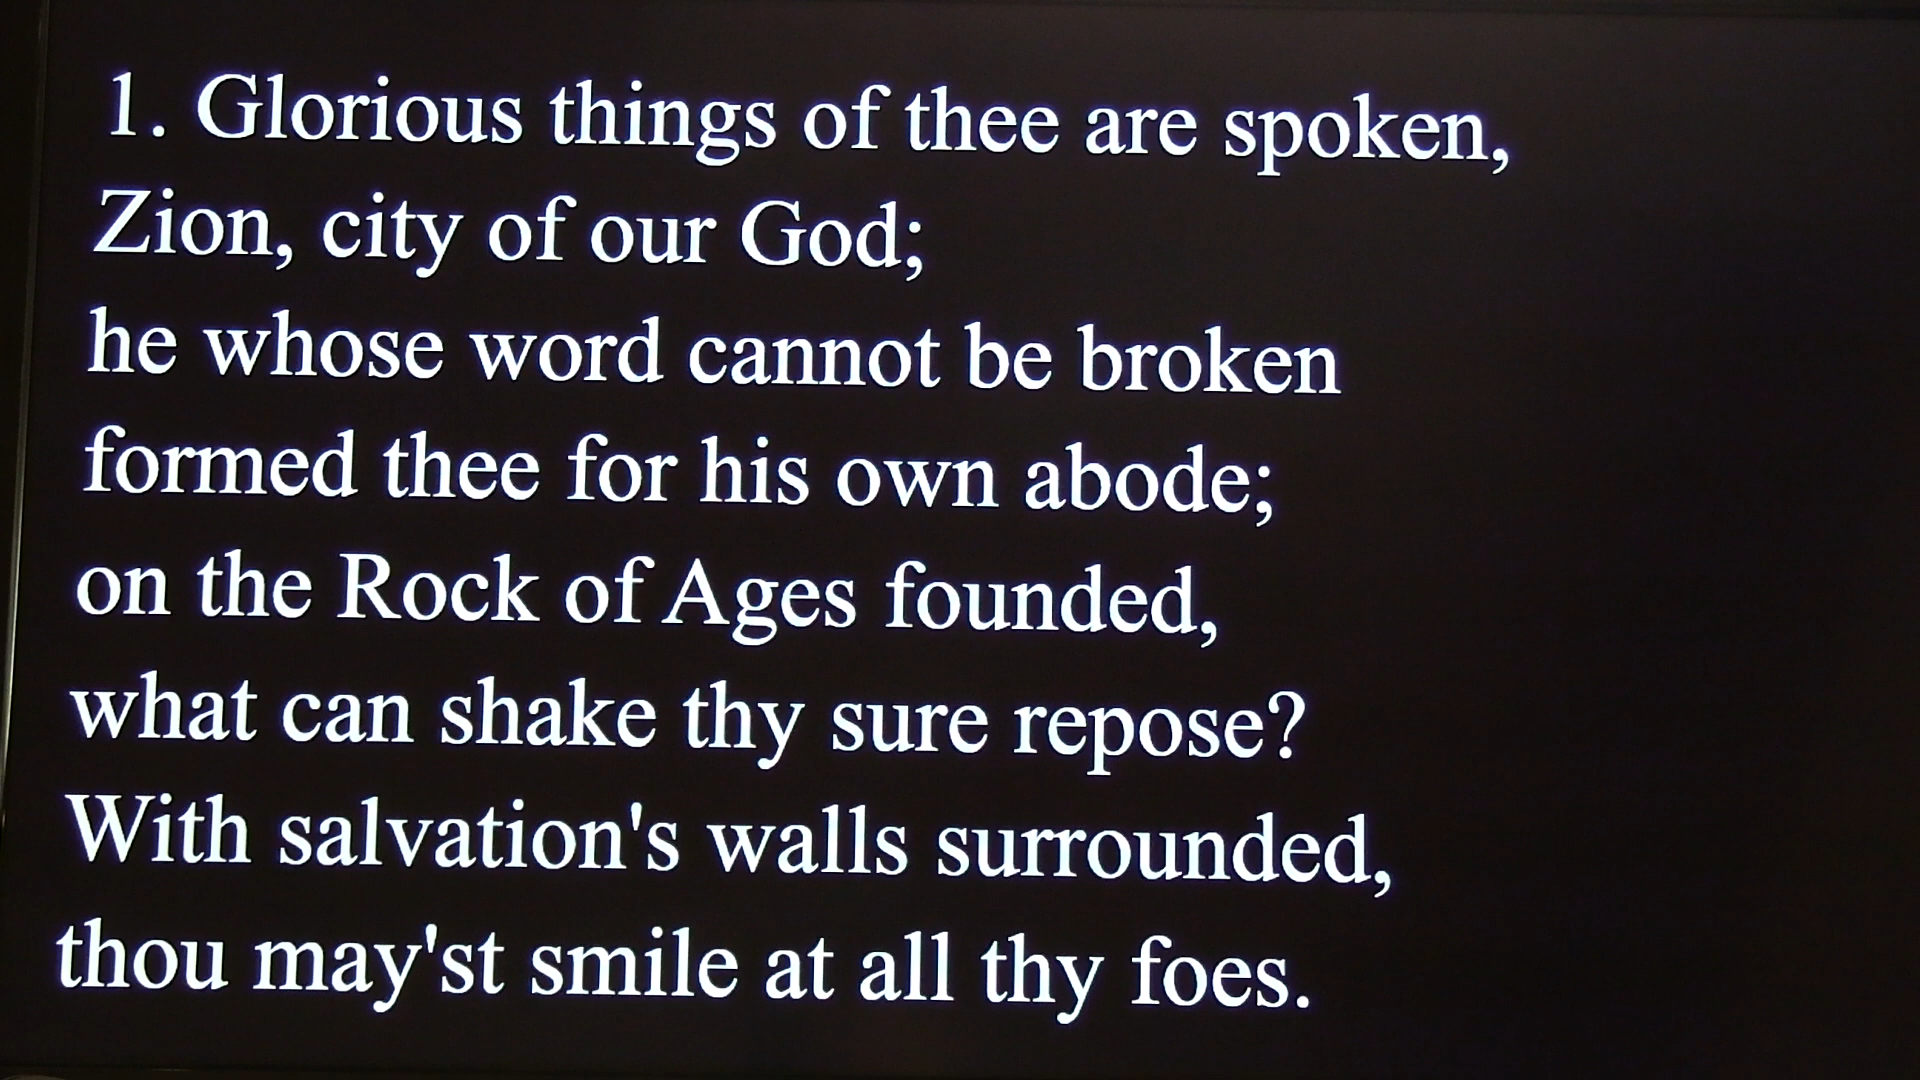 1. Glorious things of thee are spoken,
Zion, city of our God;
he whose word cannot be broken
formed thee for his own abode;
on the Rock of Ages founded,
what can shake thy sure repose?
With salvation's walls surrounded,
thou may'st smile at all thy foes.